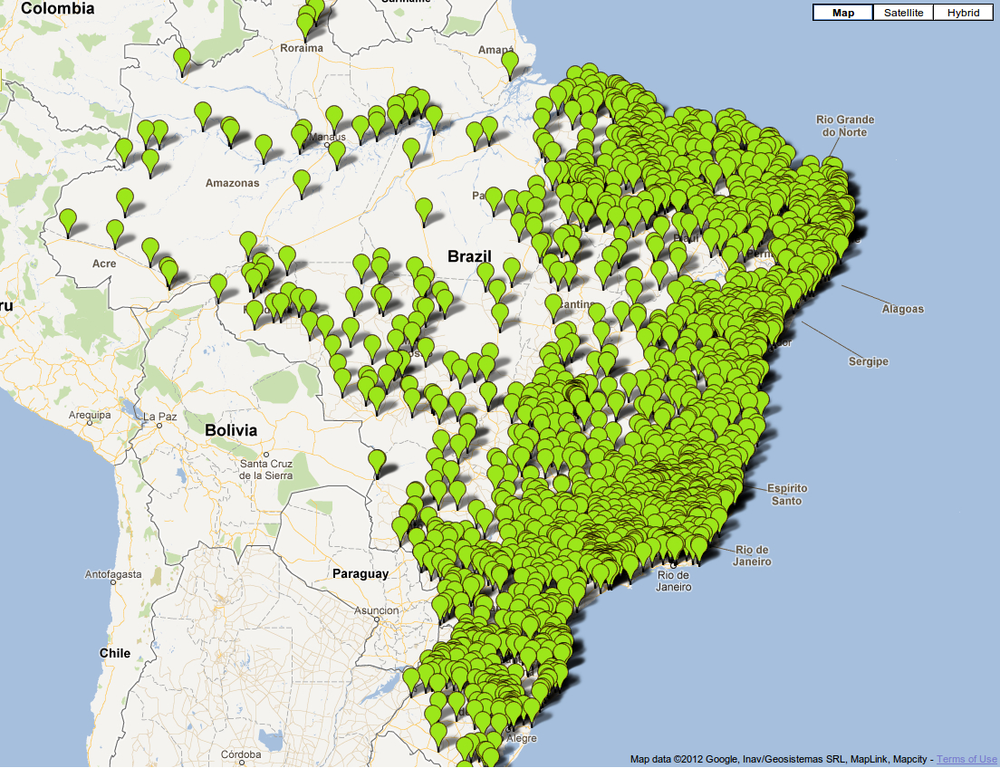 Colombia
Suriname
Map
Satellite
Hybrid
Roraima
Amapá
Rio Grande
do Norte
Manaus
Amazonas
Brazil
Acre
Alagoas
Sergipe
Arequipa
La Paz
Bolivia
Santa Cruz
de la Sierra
Espirito
Santo
Rio de
Janeiro
Rio de
Janeiro
Antofagasta
Paraguay
Asuncion
Chile
Alegre
Córdoba
Map data ©2012 Google, Inav/Geosistemas SRL, MapLink, Mapcity - Terms of Use